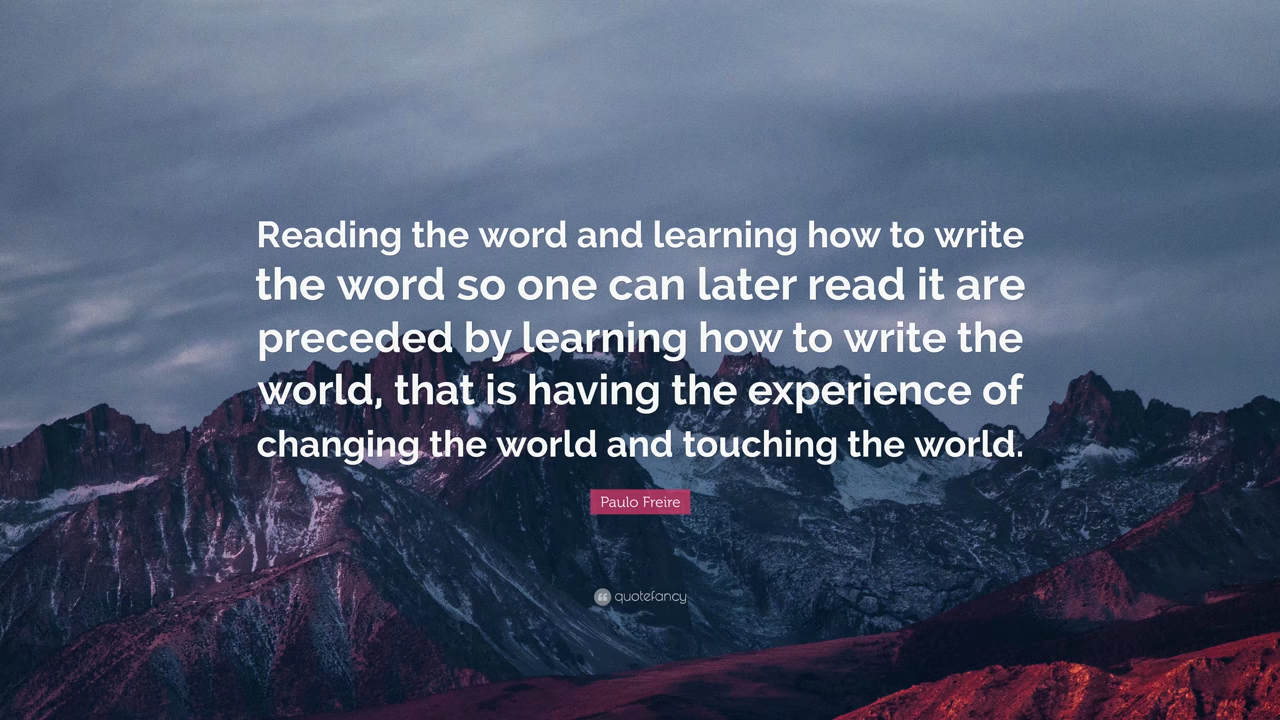 Reading the word and learning how to write
the word so one can later read it are
preceded by learning how to write the
world, that is having the experience of
changing the world and touching the world.
Paulo Freire
quotefancy